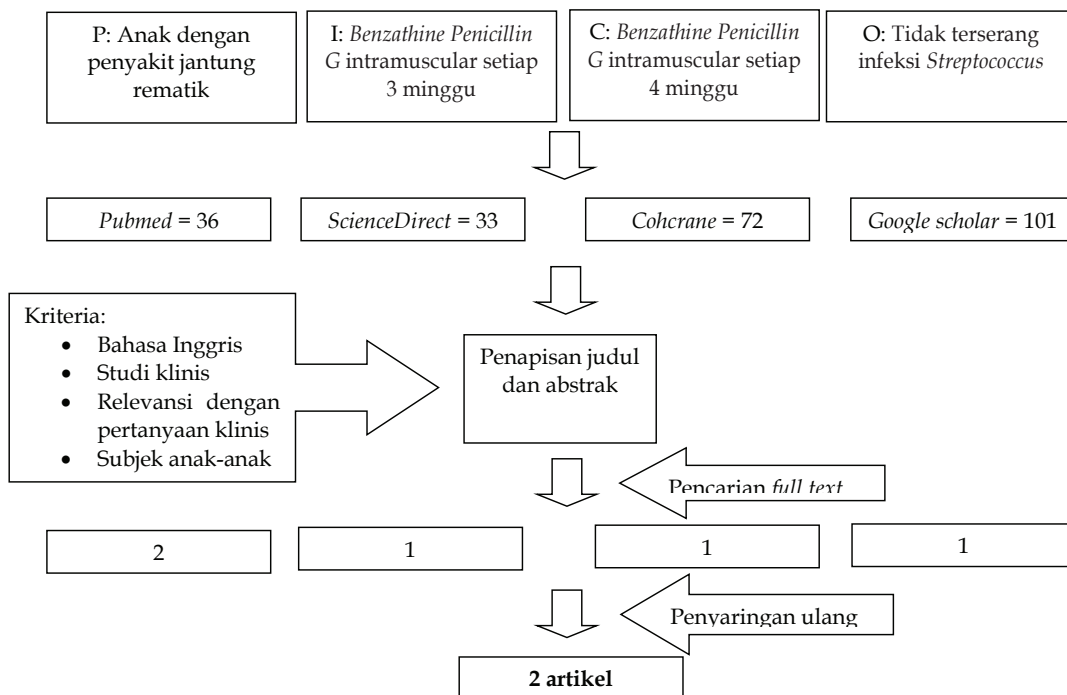 P: Anak dengan
penyakit jantung
rematik
I: Benzathine Penicillin
G intramuscular setiap
3 minggu
C: Benzathine Penicillin
G intramuscular setiap
4 minggu
O: Tidak terserang
infeksi Streptococcus
Pubmed = 36
ScienceDirect = 33
Cohcrane = 72
Google scholar = 101
Kriteria:
• Bahasa Inggris
• Studi klinis
• Relevansi dengan
pertanyaan klinis
• Subjek anak-anak
Penapisan judul
dan abstrak
Pencarian full text
2
1
1
1
Penyaringan ulang
2 artikel